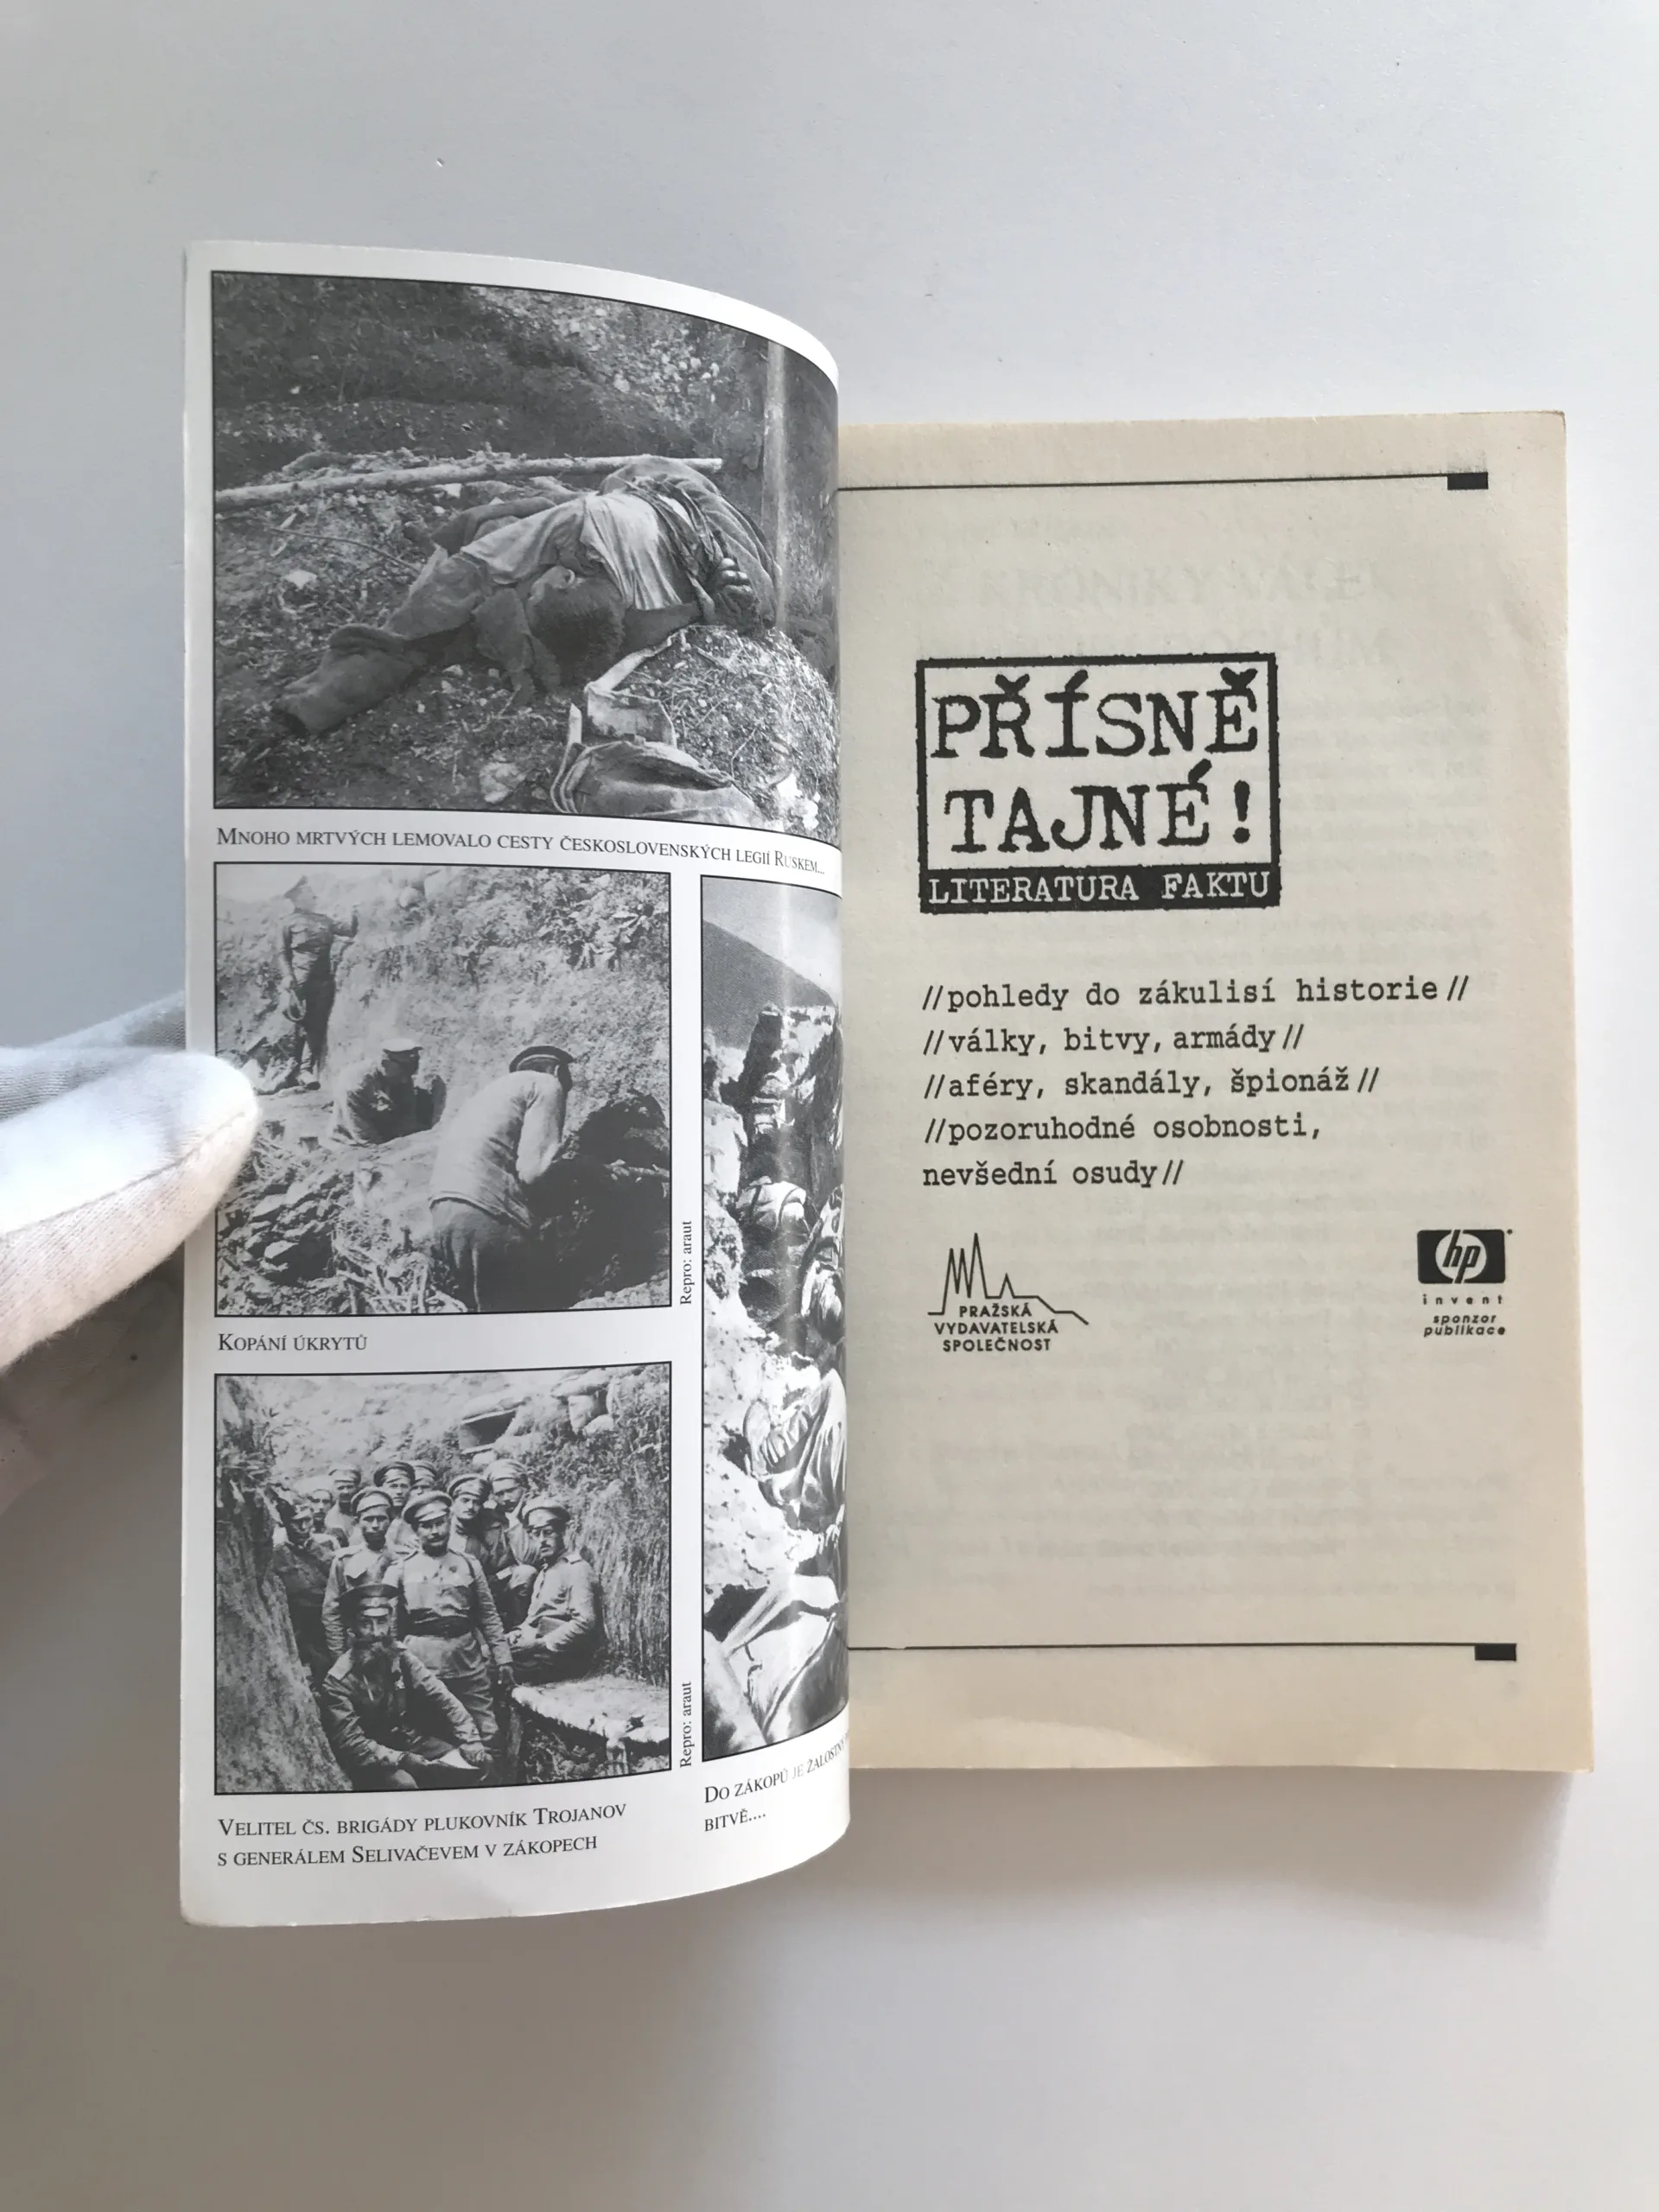 Mnoho mrtvých lemovalo cesty československých legií Ruskem...
Repro: araut
Kopání úkrytů
Repro: araut
Velitel čs. brigády plukovník Trojanov
s generálem Selivačevem v zákopech
Do zákopů je žalostný
bitvě....
PŘÍSNĚ
TAJNÉ!
LITERATURA FAKTU
//pohledy do zákulisí historie//
//války, bitvy, armády//
//aféry, skandály, špionáž//
//pozoruhodné osobnosti,
nevšední osudy//
PRAŽSKÁ
VYDAVATELSKÁ
SPOLEČNOST
hp
invent
sponzor
publikace